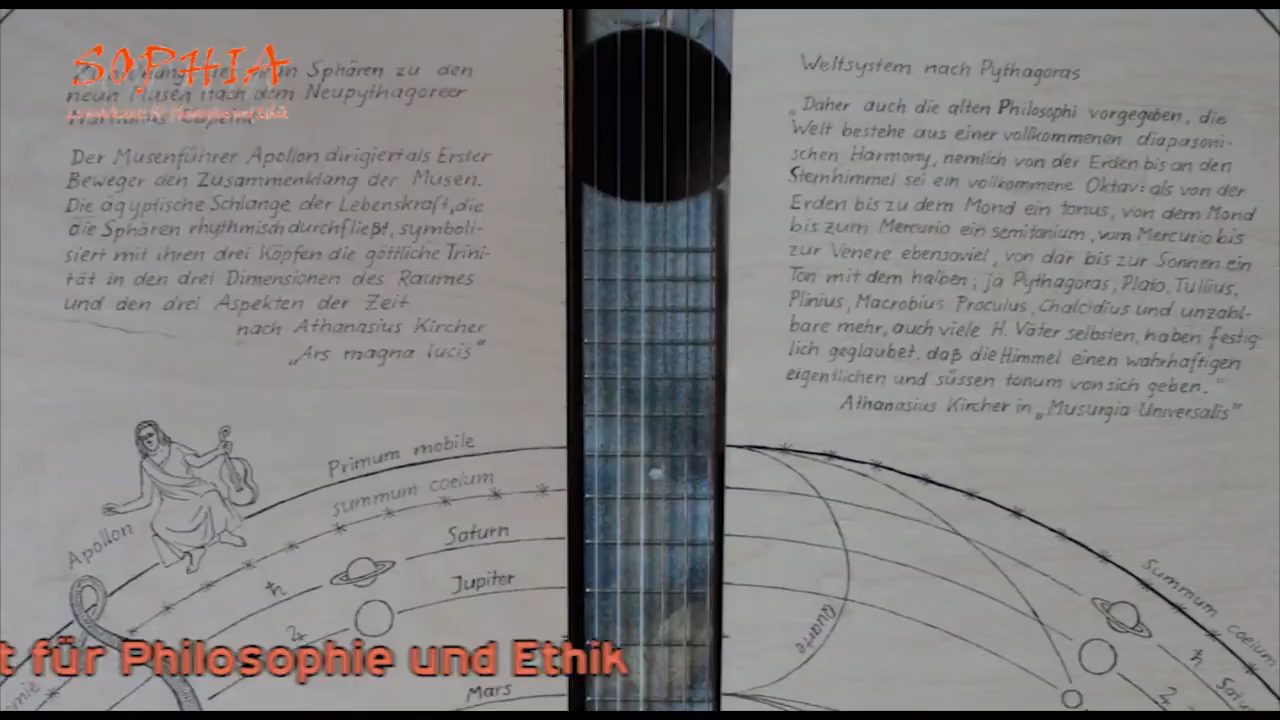 SOPHIA
Sphären zu den
neun Musen nach dem Neupythagoreer
Der Musenführer Apollon dirigiert als Erster
Beweger den Zusammenklang der Musen.
Die ägyptische Schlange der Lebenskraft, die
die Sphären rhythmisch durchfließt, symboli-
siert mit ihren drei Köpfen die göttliche Trini-
tät in den drei Dimensionen des Raumes
und den drei Aspekten der Zeit
nach Athanasius Kircher
„Ars magna lucis"
Weltsystem nach Pythagoras
„Daher auch die alten Philosophi vorgegeben, die
Welt bestehe aus einer vollkommenen diapasoni-
schen Harmony, nemlich von der Erden bis an den
Sternhimmel sei ein vollkommene Oktav: als von der
Erden bis zu dem Mond ein tonus, von dem Mond
bis zum Mercurio ein semitonium, vom Mercurio bis
zur Venere ebensoviel, von dar bis zur Sonnen ein
Ton mit dem halben; ja Pythagoras, Plato, Tullius,
Plinius, Macrobius Proculus, Chalcidius und unzahl-
bare mehr, auch viele H. Väter selbsten, haben festig-
lich geglaubet, daß die Himmel einen wahrhaftigen
eigentlichen und süssen tonum von sich geben."
Athanasius Kircher in „Musurgia Universalis"
Primum mobile
summum coelum
Apollon
Saturn
♄
Jupiter
♃
Mars
Quarte
summum coelum
♄
Satur
♃
t für Philosophie und Ethik